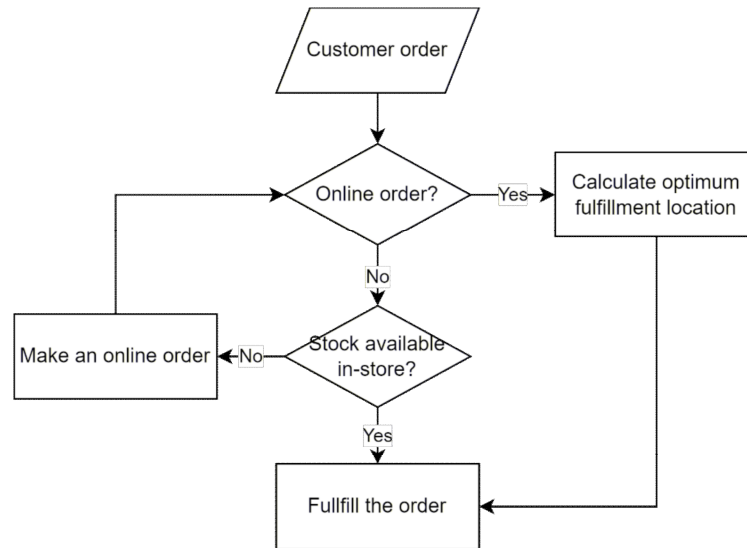 Customer order
Online order?
Yes
Calculate optimum
fulfillment location
No
Stock available
in-store?
No
Make an online order
Yes
Fullfill the order